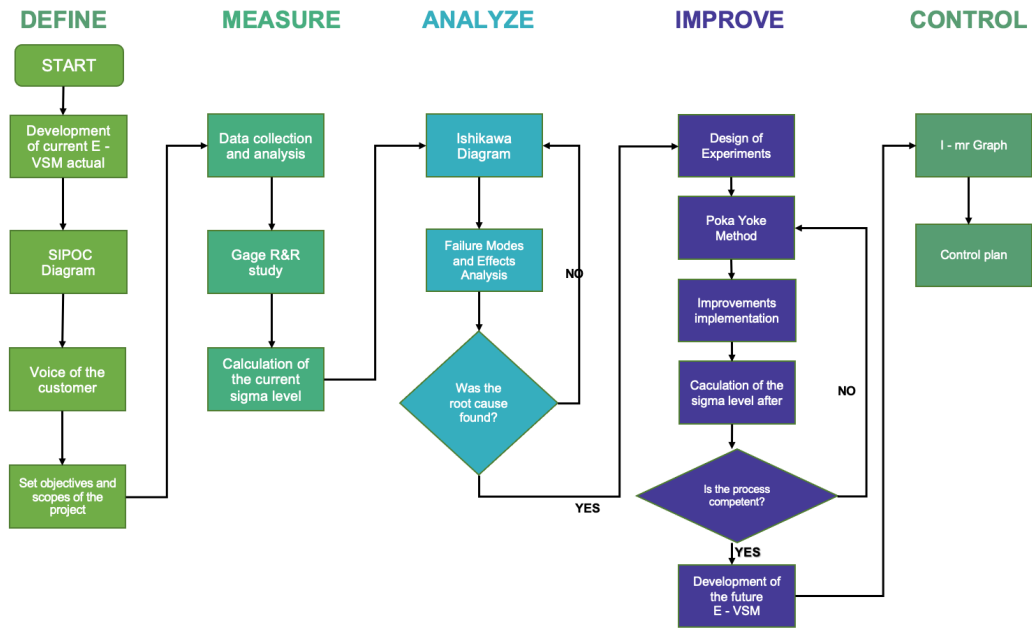 DEFINE
START
Development
of current E -
VSM actual
SIPOC
Diagram
Voice of the
customer
Set objectives and
scopes of the
project
MEASURE
Data collection
and analysis
Gage R&R
study
Calculation of
the current
sigma level
ANALYZE
Ishikawa
Diagram
Failure Modes
and Effects
Analysis
NO
Was the
root cause
found?
YES
IMPROVE
Design of
Experiments
Poka Yoke
Method
Improvements
implementation
Caculation of the
sigma level after
NO
Is the process
competent?
YES
Development of
the future
E - VSM
CONTROL
I - mr Graph
Control plan